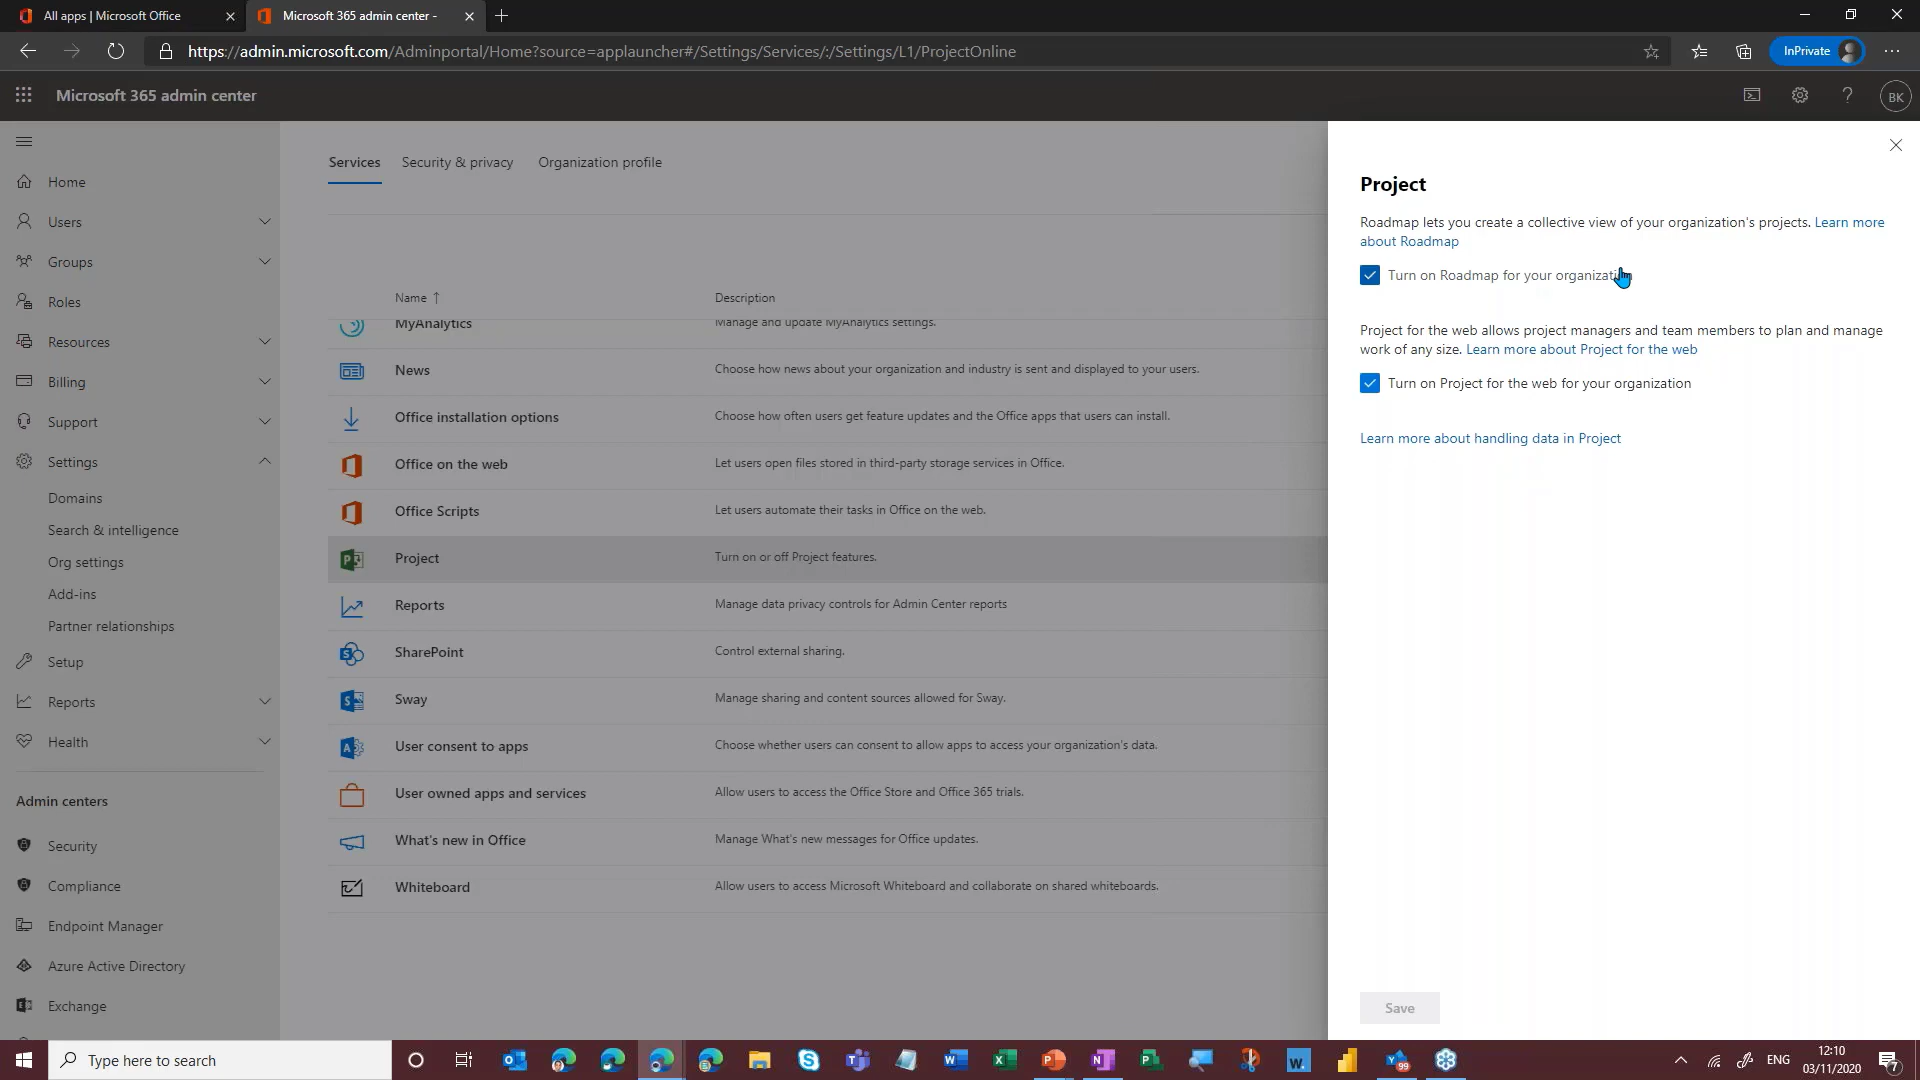 All apps | Microsoft Office
Microsoft 365 admin center -
https://admin.microsoft.com/Adminportal/Home?source=applauncher#/Settings/Services/:/Settings/L1/ProjectOnline
InPrivate
Microsoft 365 admin center
BK
Home
Users
Groups
Roles
Resources
Billing
Support
Settings
Domains
Search & intelligence
Org settings
Add-ins
Partner relationships
Setup
Reports
Health
Admin centers
Security
Compliance
Endpoint Manager
Azure Active Directory
Exchange
Services
Security & privacy
Organization profile
Name ↑
Description
MyAnalytics
Manage and update MyAnalytics settings.
News
Choose how news about your organization and industry is sent and displayed to your users.
Office installation options
Choose how often users get feature updates and the Office apps that users can install.
Office on the web
Let users open files stored in third-party storage services in Office.
Office Scripts
Let users automate their tasks in Office on the web.
Project
Turn on or off Project features.
Reports
Manage data privacy controls for Admin Center reports
SharePoint
Control external sharing.
Sway
Manage sharing and content sources allowed for Sway.
User consent to apps
Choose whether users can consent to allow apps to access your organization's data.
User owned apps and services
Allow users to access the Office Store and Office 365 trials.
What's new in Office
Manage What's new messages for Office updates.
Whiteboard
Allow users to access Microsoft Whiteboard and collaborate on shared whiteboards.
Project
Roadmap lets you create a collective view of your organization's projects. Learn more
about Roadmap
Turn on Roadmap for your organization
Project for the web allows project managers and team members to plan and manage
work of any size. Learn more about Project for the web
Turn on Project for the web for your organization
Learn more about handling data in Project
Save
Type here to search
99
ENG
12:10
03/11/2020
7